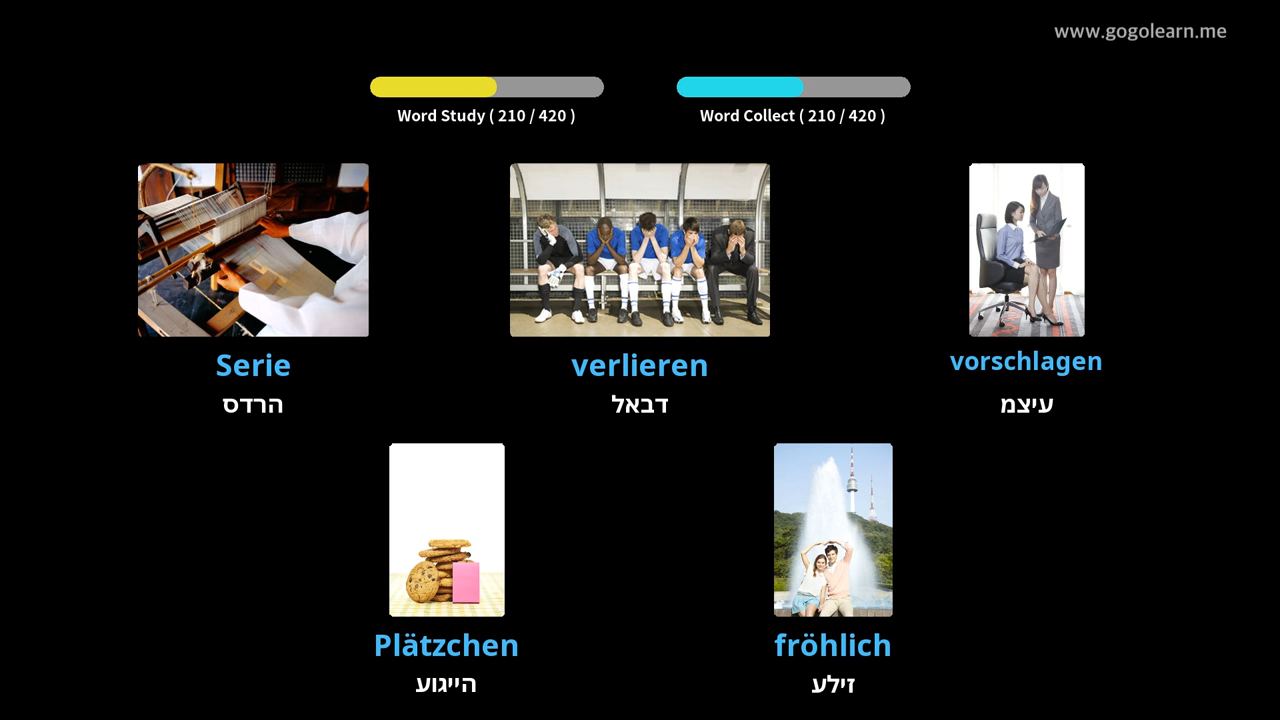 www.gogolearn.me
Word Study ( 210 / 420 )
Word Collect ( 210 / 420 )
Serie
הרדס
verlieren
דבאל
vorschlagen
עיצמ
Plätzchen
הייגוע
fröhlich
זילע